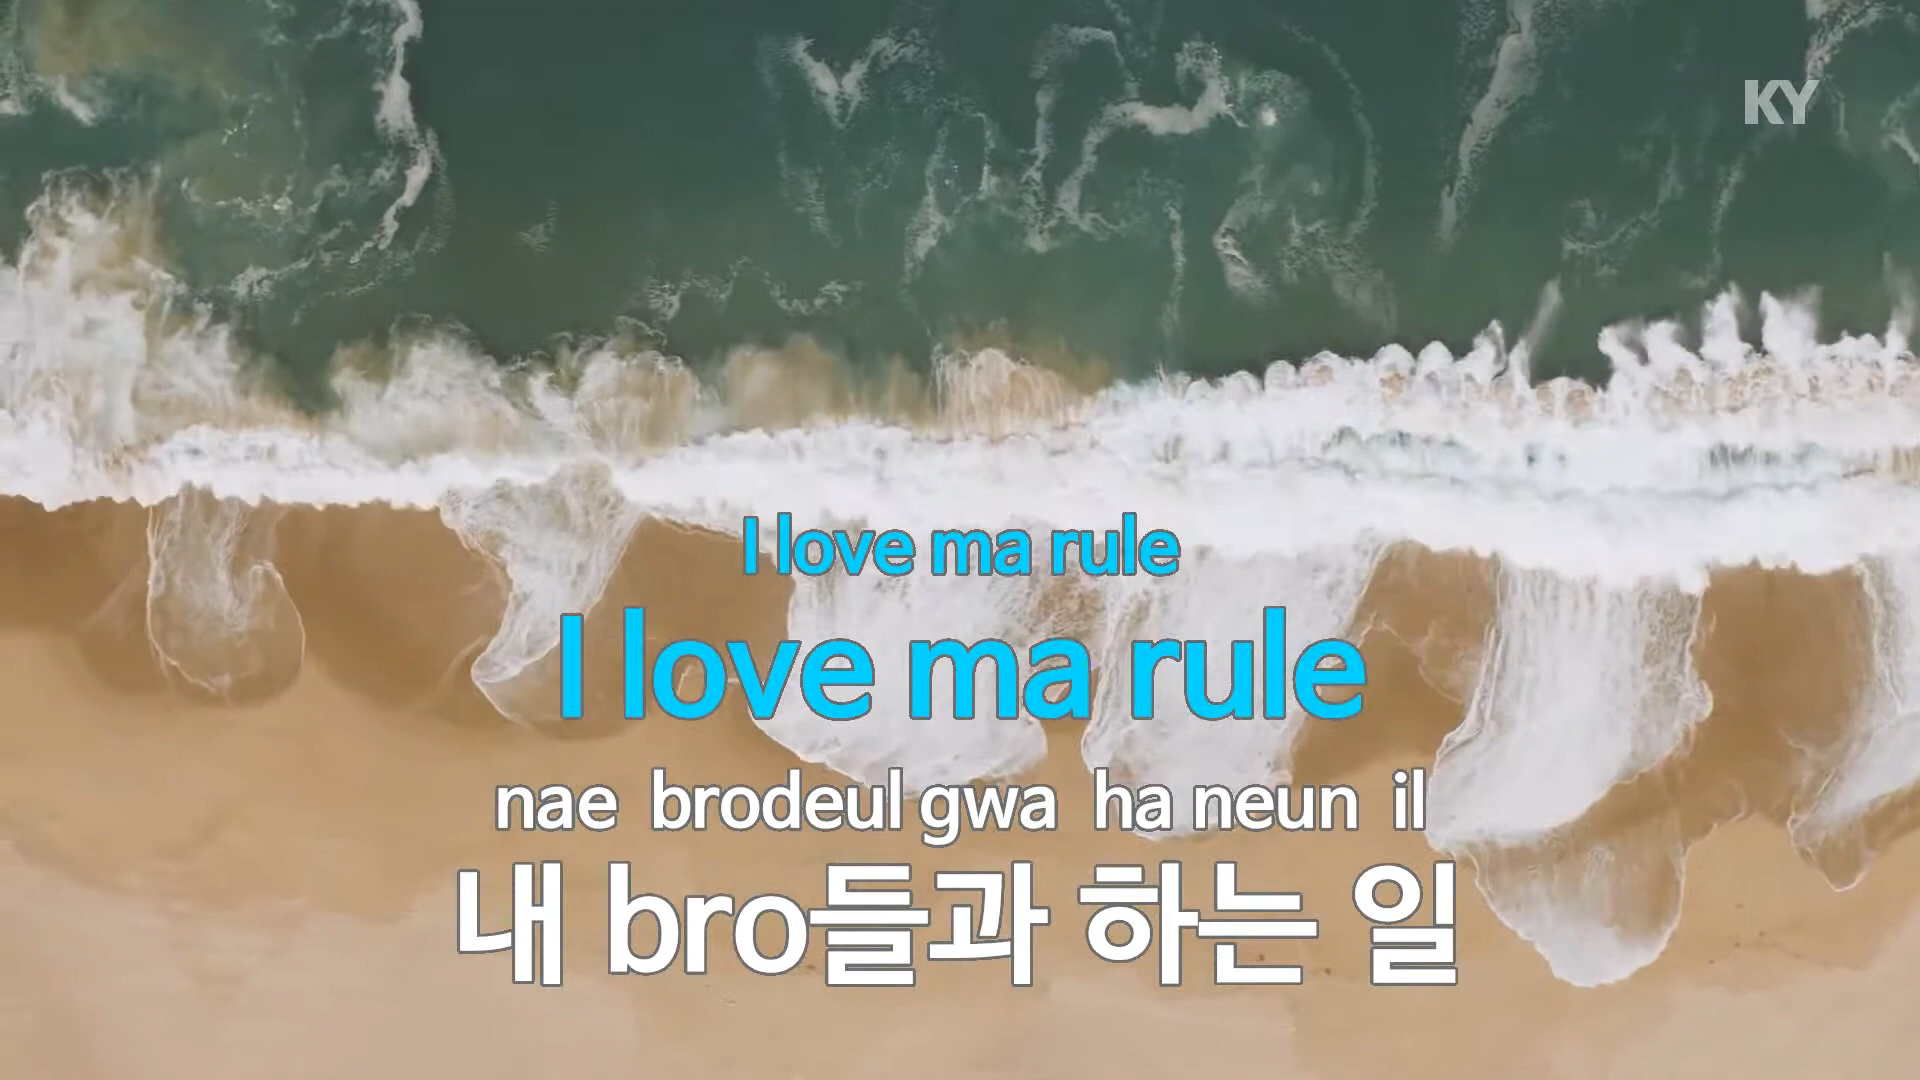 KY
I love ma rule
I love ma rule
nae brodeul gwa ha neun il
내 bro들과 하는 일